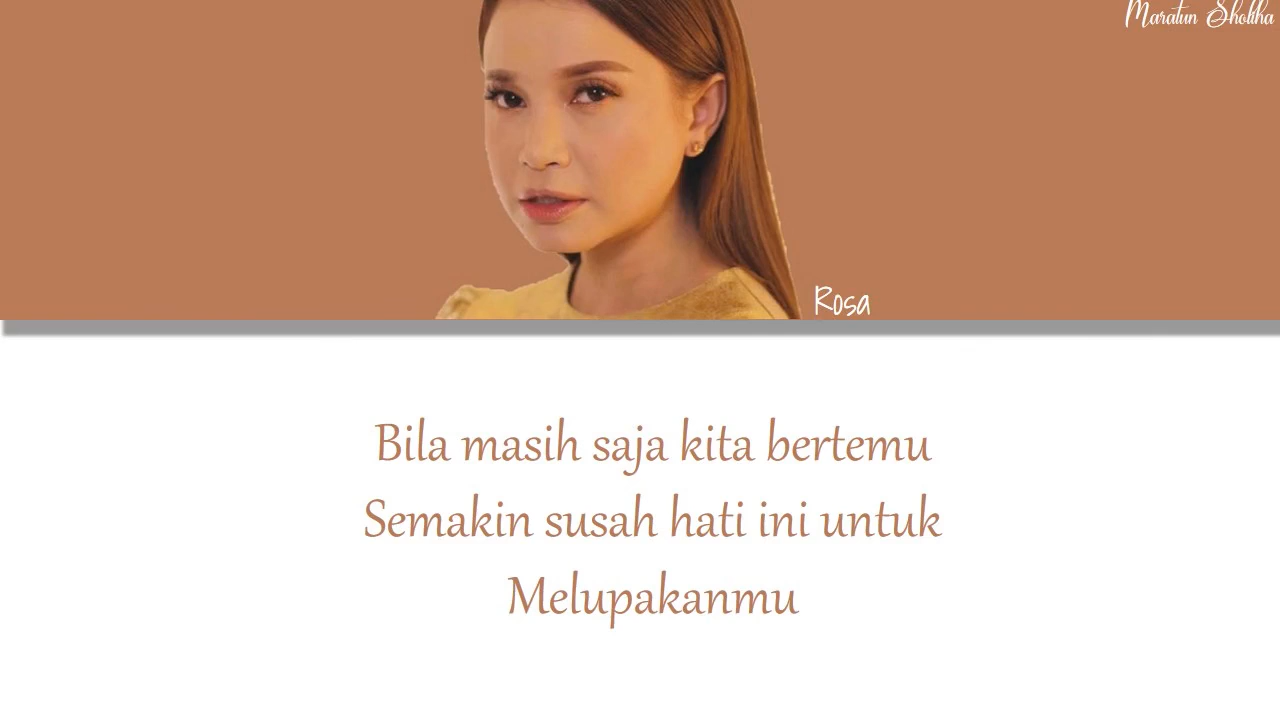 Maratun Sholiha
Rosa
Bila masih saja kita bertemu
Semakin susah hati ini untuk
Melupakanmu